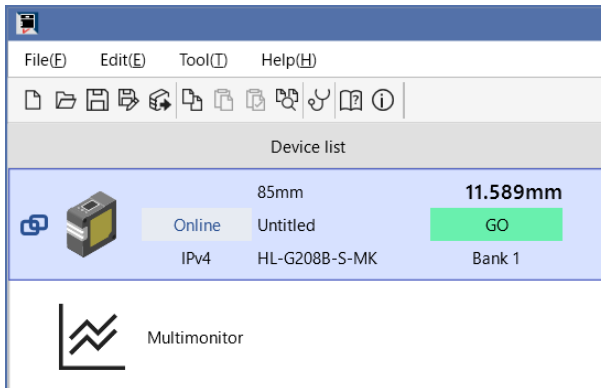 File(F) Edit(E) Tool(T) Help(H)
Device list
85mm 11.589mm
Online Untitled GO
IPv4 HL-G208B-S-MK Bank 1
Multimonitor